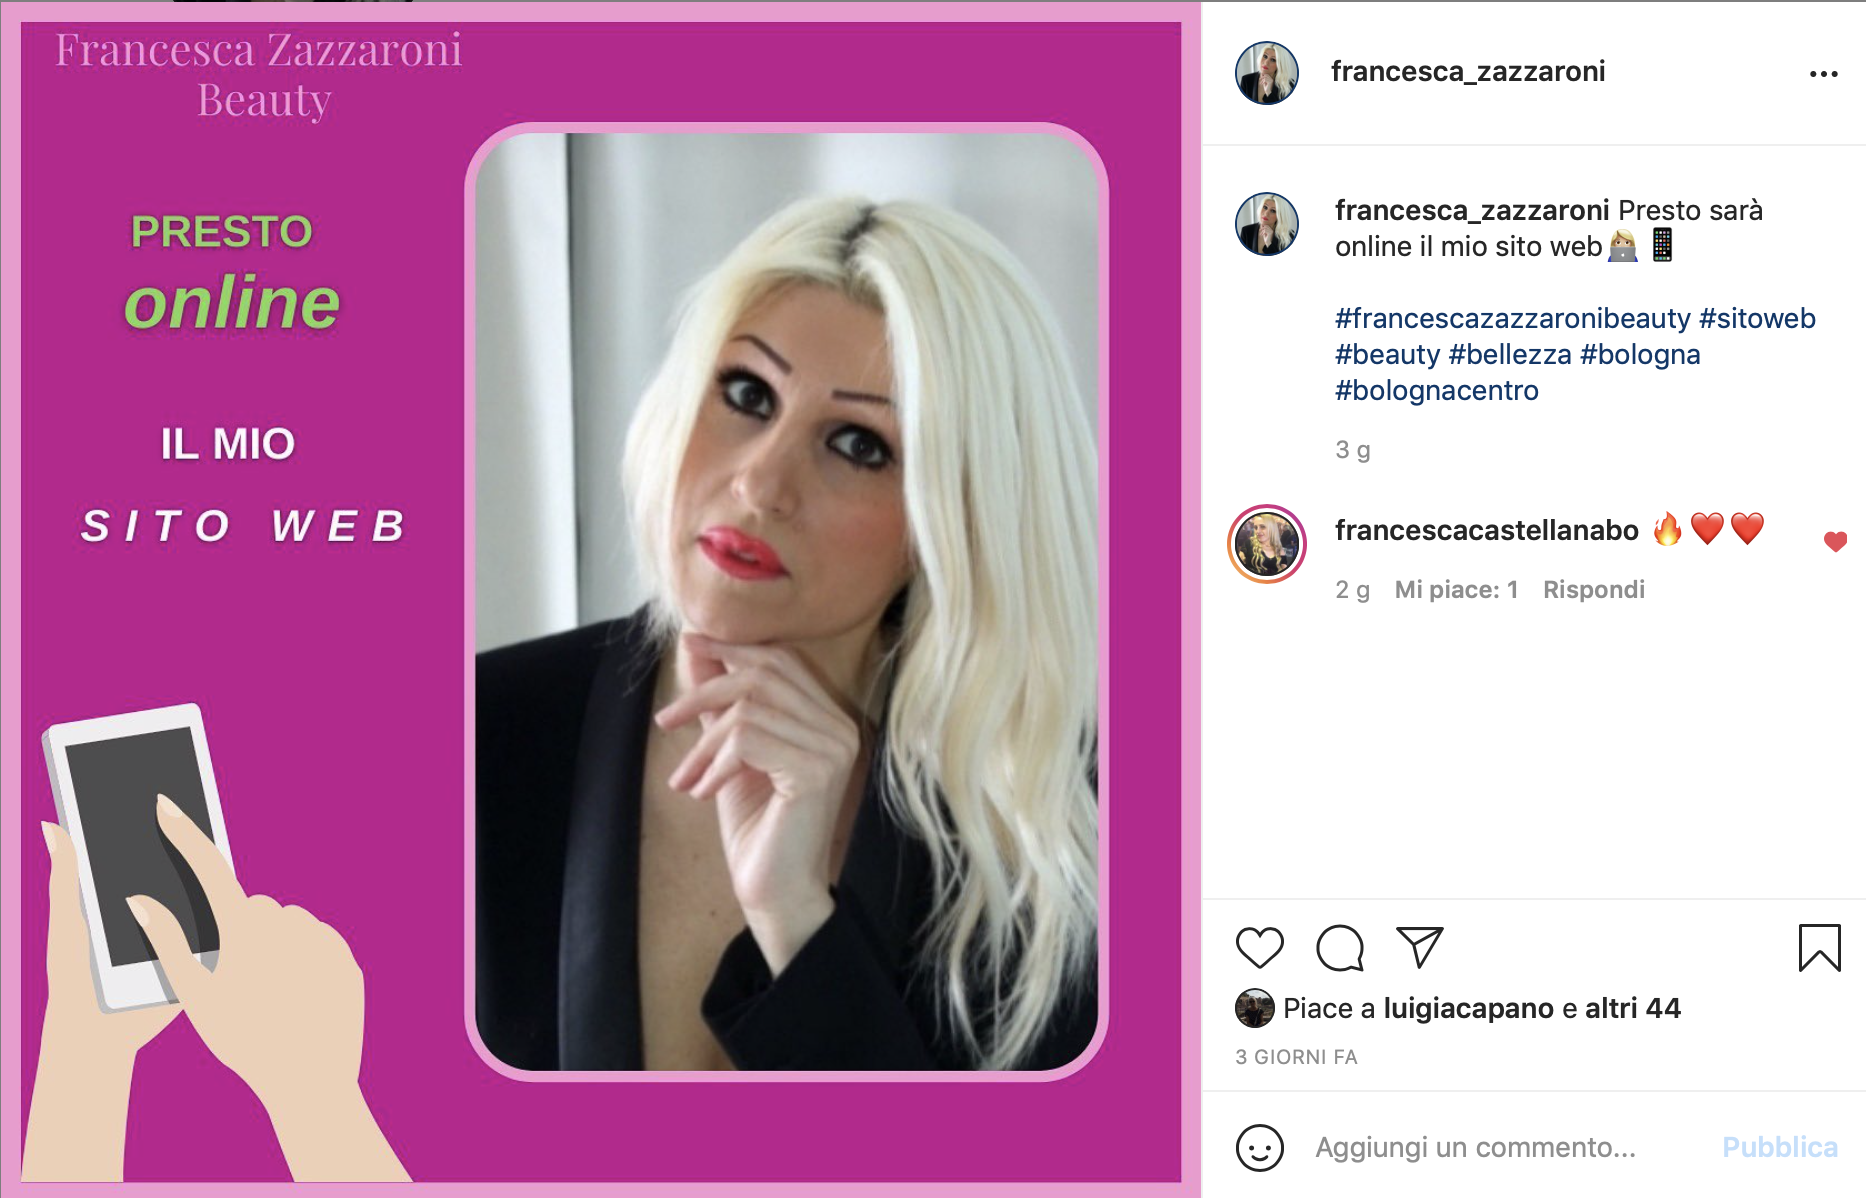 Francesca Zazzaroni
Beauty
PRESTO
online
IL MIO
SITO WEB
francesca_zazzaroni
francesca_zazzaroni Presto sarà
online il mio sito web👩🏼‍💻📱
#francescazazzaronibeauty #sitoweb
#beauty #bellezza #bologna
#bolognacentro
3 g
francescacastellanabo 🔥❤️❤️
2 g Mi piace: 1 Rispondi
Piace a luigiacapano e altri 44
3 GIORNI FA
Aggiungi un commento... Pubblica